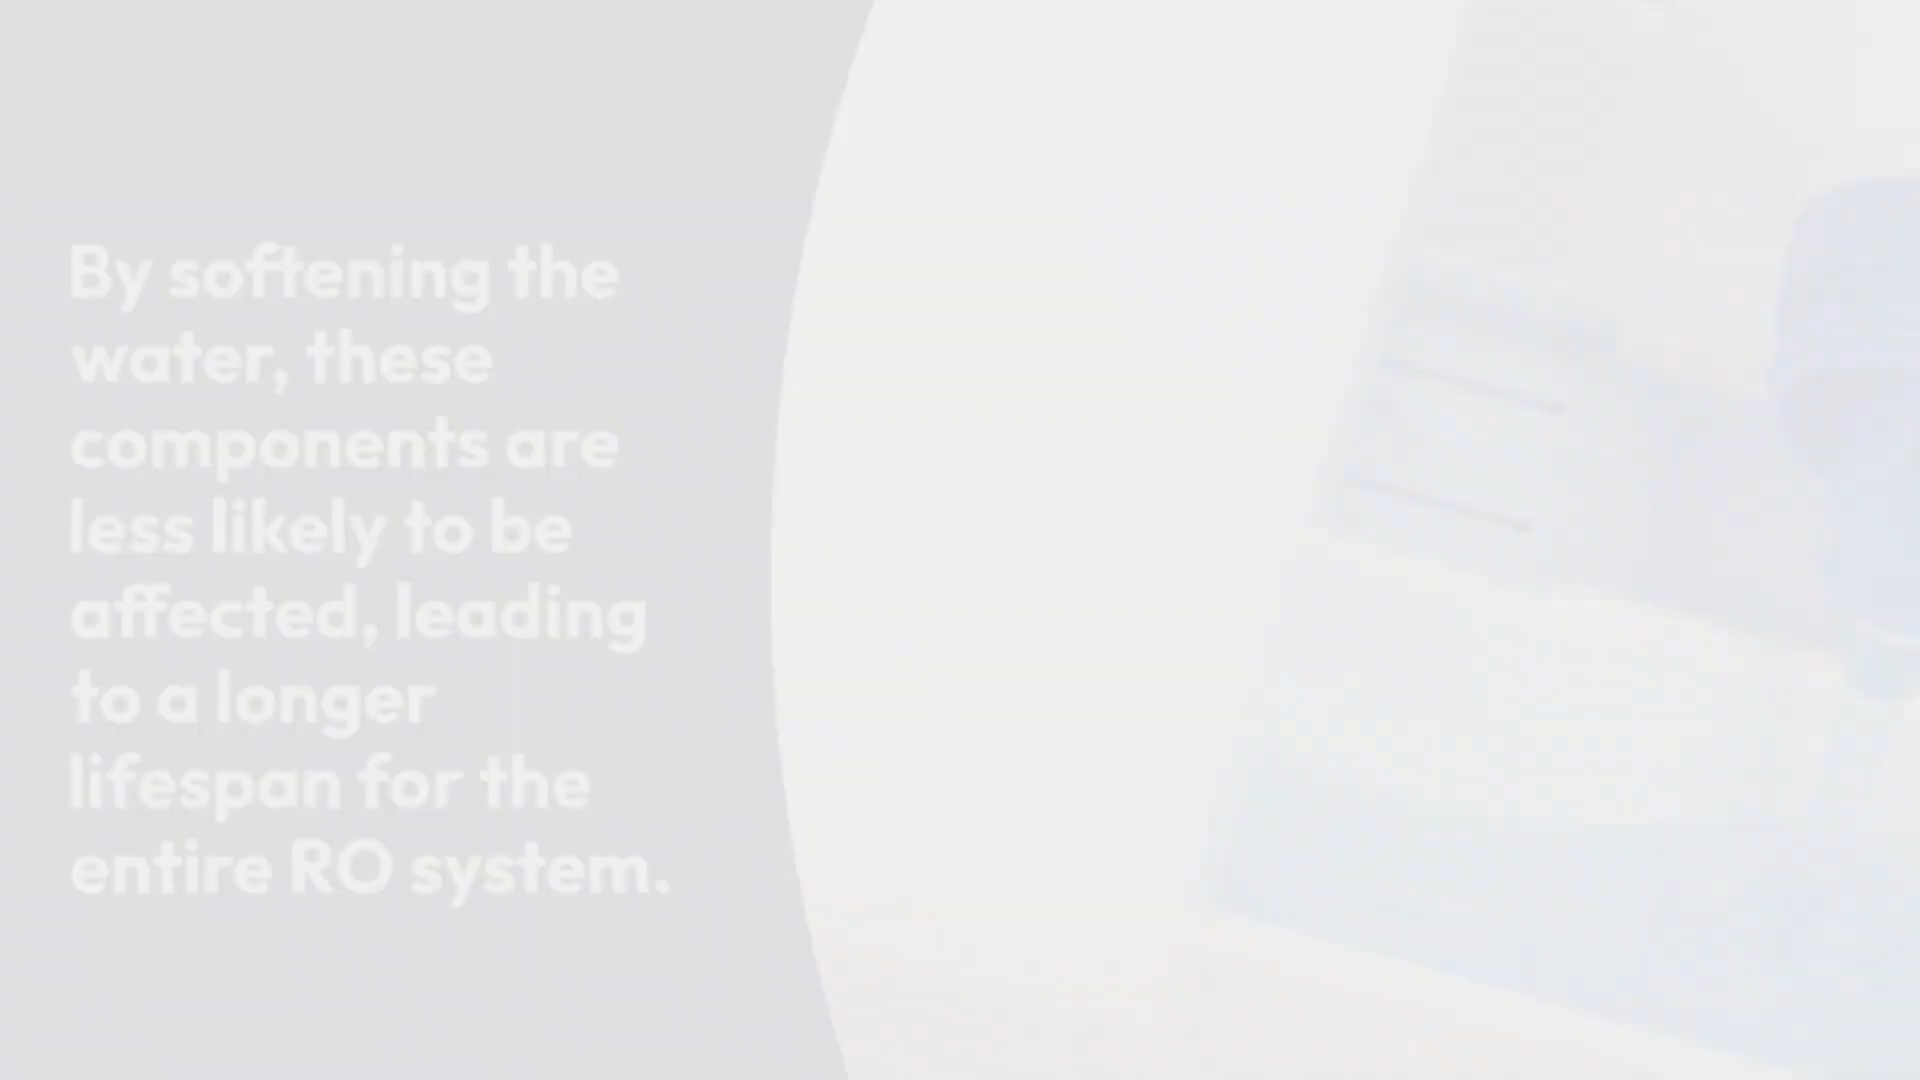 By softening the
water, these
components are
less likely to be
affected, leading
to a longer
lifespan for the
entire RO system.